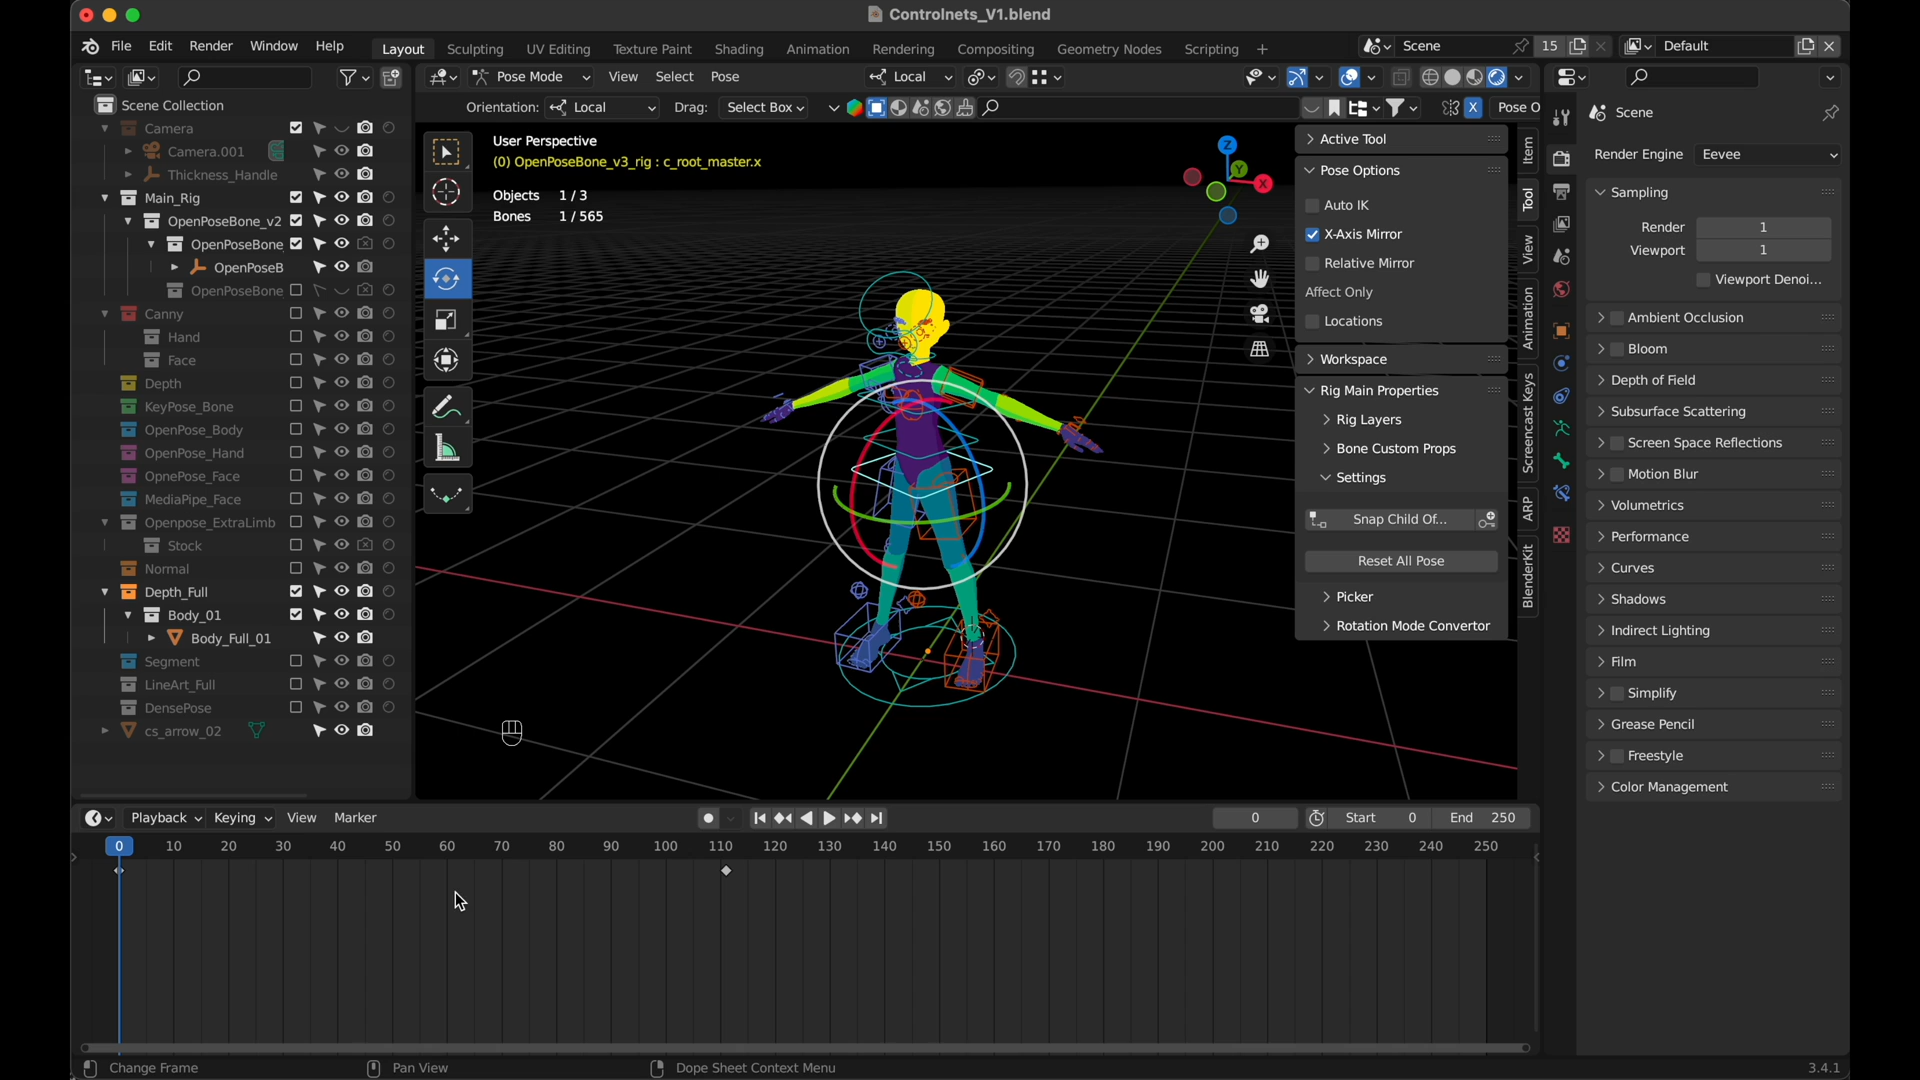 Controlnets_V1.blend
File Edit Render Window Help Layout Sculpting UV Editing Texture Paint Shading Animation Rendering Compositing Geometry Nodes Scripting + Scene 15 Default
Pose Mode View Select Pose Local
Orientation: Local Drag: Select Box X Pose O
Scene Collection
Camera
Camera.001
Thickness_Handle
Main_Rig
OpenPoseBone_v2
OpenPoseBone
OpenPoseB
OpenPoseBone
Canny
Hand
Face
Depth
KeyPose_Bone
OpenPose_Body
OpenPose_Hand
OpnePose_Face
MediaPipe_Face
Openpose_ExtraLimb
Stock
Normal
Depth_Full
Body_01
Body_Full_01
Segment
LineArt_Full
DensePose
cs_arrow_02
User Perspective
(0) OpenPoseBone_v3_rig : c_root_master.x
Objects 1 / 3
Bones 1 / 565
Z
Y
X
Active Tool
Pose Options
Auto IK
X-Axis Mirror
Relative Mirror
Affect Only
Locations
Workspace
Rig Main Properties
Rig Layers
Bone Custom Props
Settings
Snap Child Of...
Reset All Pose
Picker
Rotation Mode Convertor
Item
Tool
View
Animation
Screencast Keys
ARP
BlenderKit
Scene
Render Engine Eevee
Sampling
Render 1
Viewport 1
Viewport Denoi...
Ambient Occlusion
Bloom
Depth of Field
Subsurface Scattering
Screen Space Reflections
Motion Blur
Volumetrics
Performance
Curves
Shadows
Indirect Lighting
Film
Simplify
Grease Pencil
Freestyle
Color Management
Playback Keying View Marker 0 Start 0 End 250
0 10 20 30 40 50 60 70 80 90 100 110 120 130 140 150 160 170 180 190 200 210 220 230 240 250
Change Frame Pan View Dope Sheet Context Menu 3.4.1